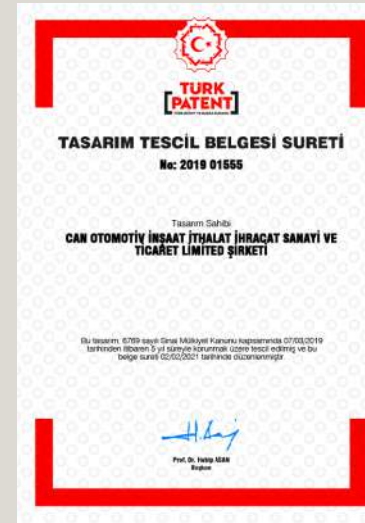 TÜRK
PATENT
TASARIM TESCİL BELGESİ SURETİ
No: 2019 01555
Tasarım Sahibi
CAN OTOMOTİV İNŞAAT İTHALAT İHRACAT SANAYİ VE
TİCARET LİMİTED ŞİRKETİ
Bu tasarım, 6769 sayılı Sınai Mülkiyet Kanunu kapsamında 07/03/2019
tarihinden itibaren 5 yıl süreyle korunmak üzere tescil edilmiş ve bu
belge sureti 02/02/2021 tarihinde düzenlenmiştir
Prof. Dr. Habip ASAN
Başkan